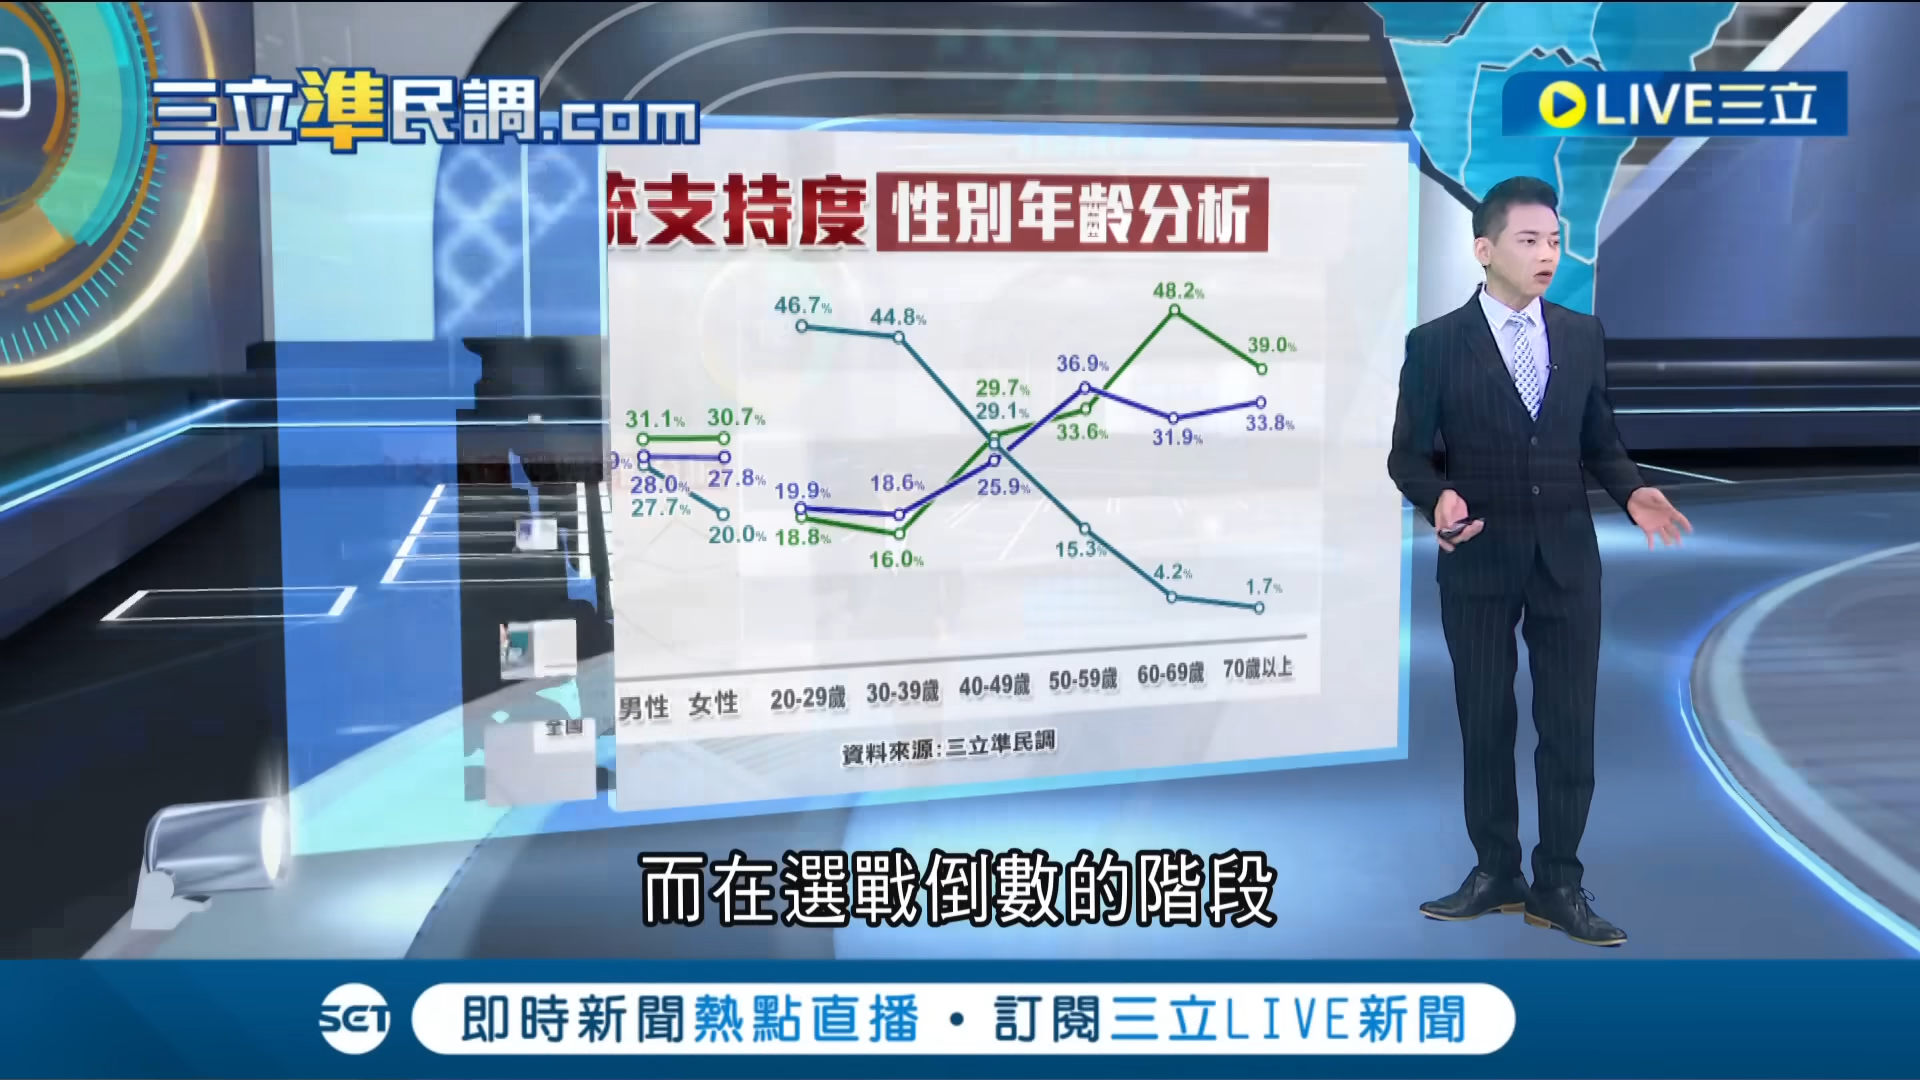 三立準民調.com
LIVE三立
支持度 性別年齡分析
48.2%
46.7%
44.8%
39.0%
36.9%
31.1% 30.7%
29.7%
29.1%
33.6%
31.9%
33.8%
9%
28.0% 27.8%
19.9%
18.6%
25.9%
27.7%
20.0%
18.8%
16.0%
15.3%
4.2%
1.7%
男性 女性 20-29歲 30-39歲 40-49歲 50-59歲 60-69歲 70歲以上
全國
資料來源:三立準民調
而在選戰倒數的階段
SET 即時新聞熱點直播・訂閱三立LIVE新聞